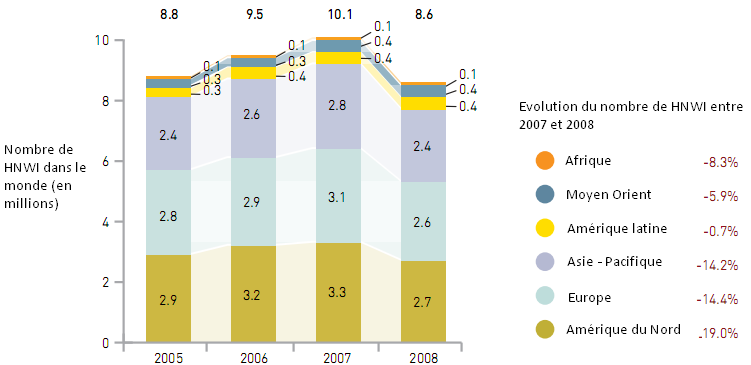 8.8 9.5 10.1 8.6
Nombre de
HNWI dans le
monde (en
millions)
10
8
6
4
2
0
0.1
0.3
0.3
2.4
2.8
2.9
2005
0.1
0.3
0.4
2.6
2.9
3.2
2006
0.1
0.4
0.4
2.8
3.1
3.3
2007
0.1
0.4
0.4
2.4
2.6
2.7
2008
Evolution du nombre de HNWI entre
2007 et 2008
Afrique -8.3%
Moyen Orient -5.9%
Amérique latine -0.7%
Asie - Pacifique -14.2%
Europe -14.4%
Amérique du Nord -19.0%